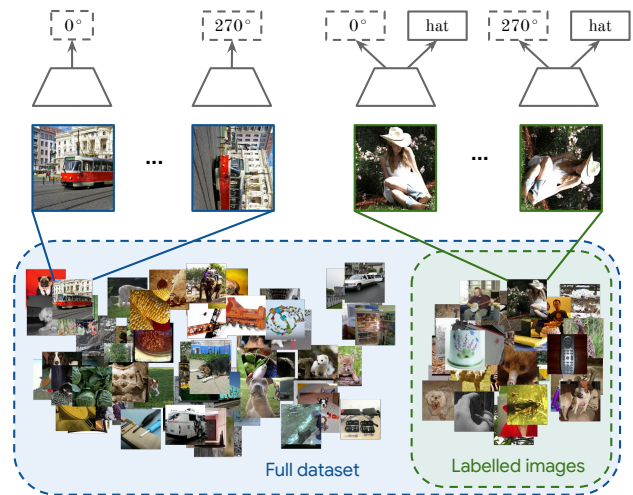 0° 270° 0° hat 270° hat
... ...
Full dataset
Labelled images